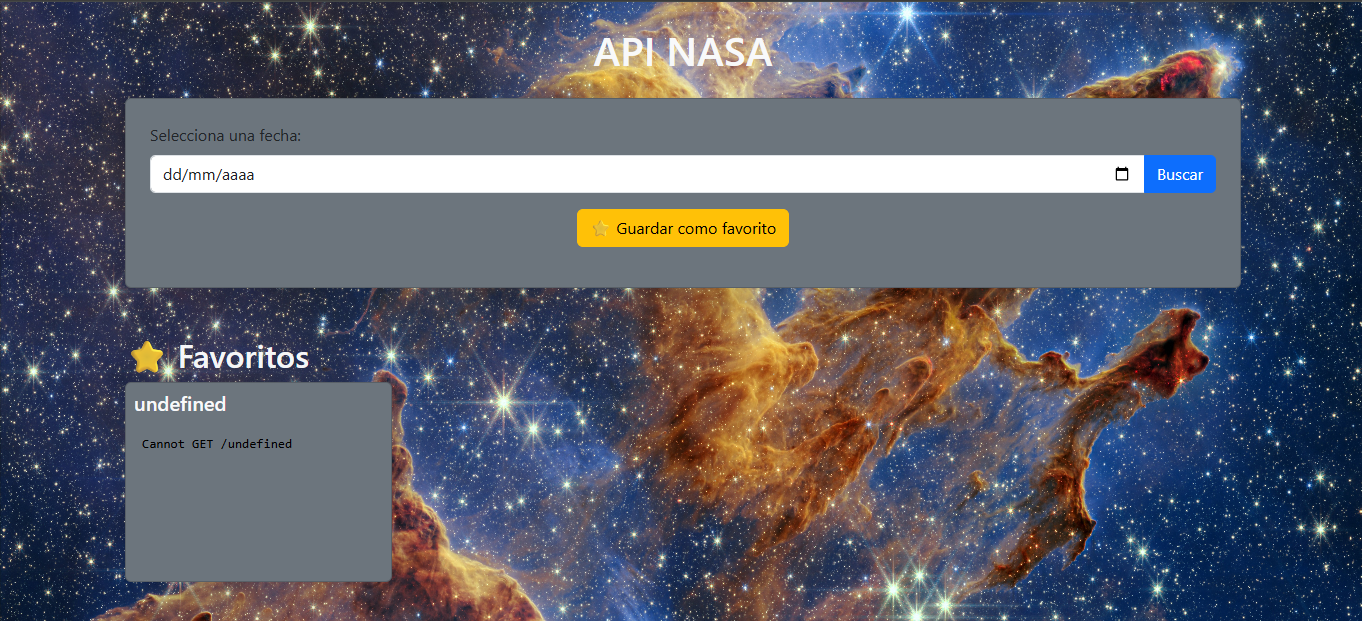 API NASA
Selecciona una fecha:
dd/mm/aaaa
Buscar
⭐ Guardar como favorito
⭐ Favoritos
undefined
Cannot GET /undefined